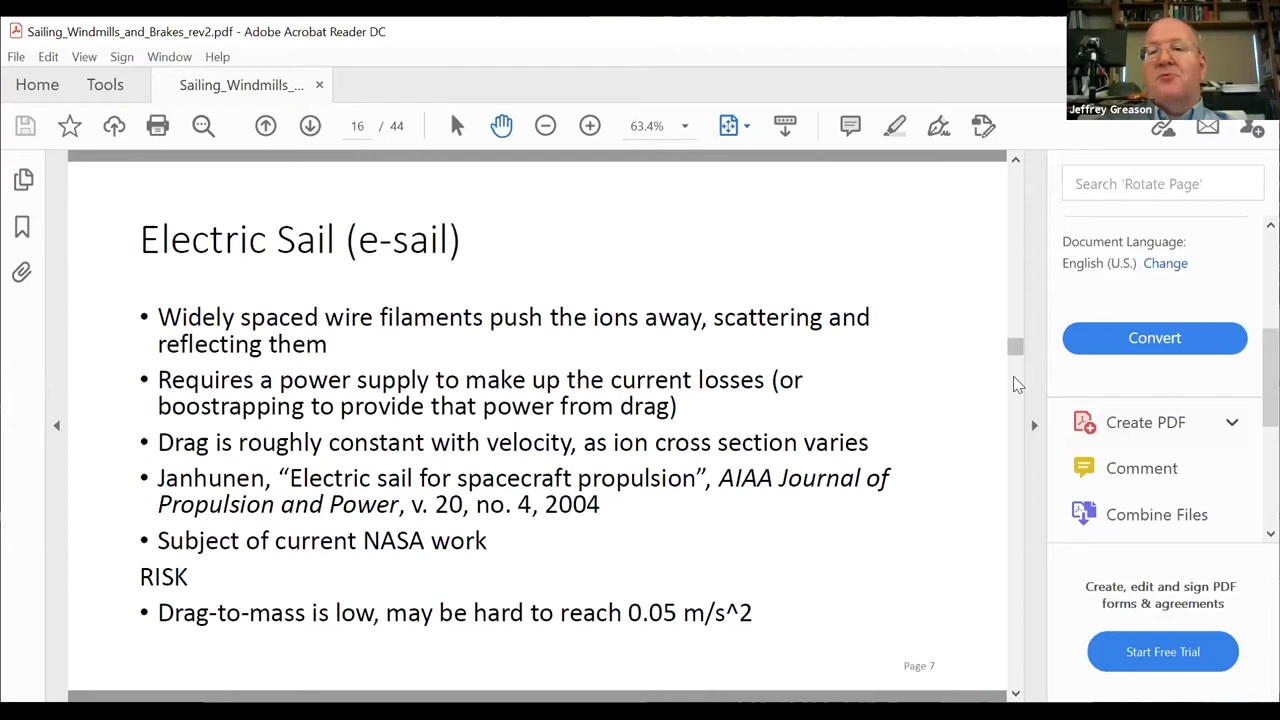 Sailing_Windmills_and_Brakes_rev2.pdf - Adobe Acrobat Reader DC
File Edit View Window Help
Home Tools Sailing_Windmills_... ×
16 / 44 63.4%
Jeffrey Greason
Electric Sail (e-sail)
• Widely spaced wire filaments push the ions away, scattering and
reflecting them
• Requires a power supply to make up the current losses (or
boostrapping to provide that power from drag)
• Drag is roughly constant with velocity, as ion cross section varies
• Janhunen, “Electric sail for spacecraft propulsion”, AIAA Journal of
Propulsion and Power, v. 20, no. 4, 2004
• Subject of current NASA work
RISK
• Drag-to-mass is low, may be hard to reach 0.05 m/s^2
Page 7
Search 'Rotate Page'
Document Language:
English (U.S.) Change
Convert
Create PDF
Comment
Combine Files
Create, edit and sign PDF
forms & agreements
Start Free Trial